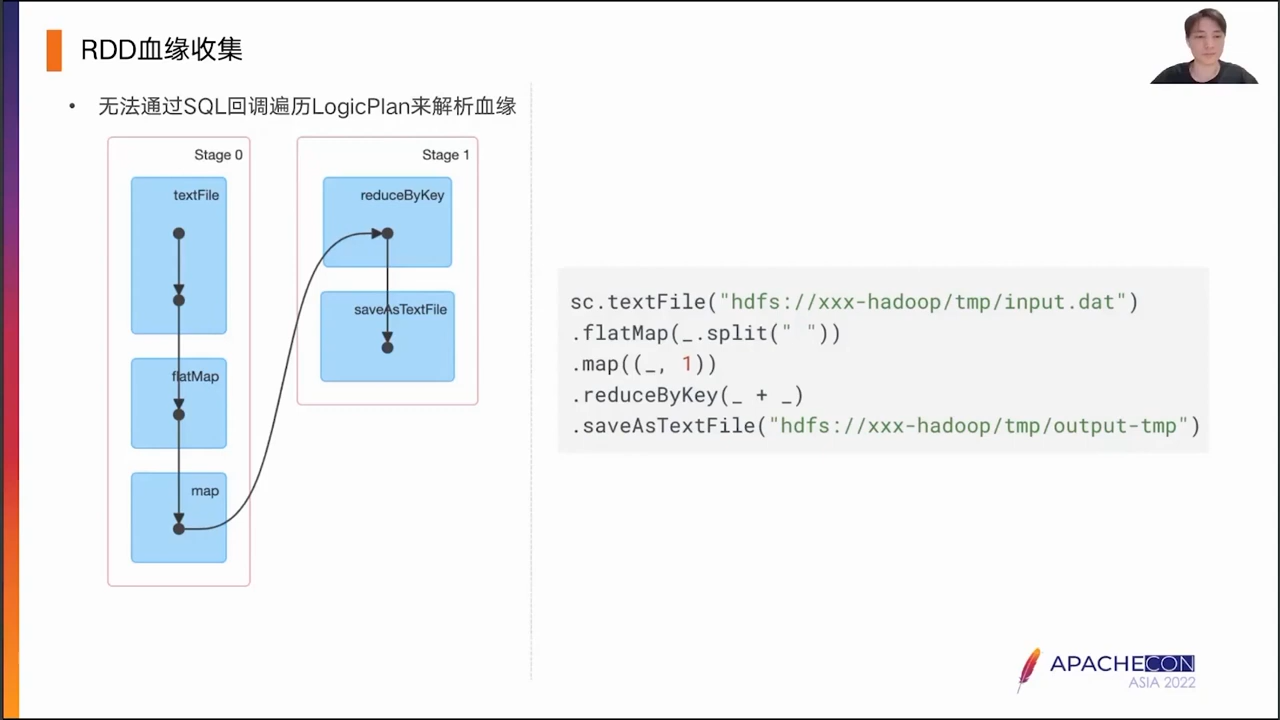 RDD血缘收集
• 无法通过SQL回调遍历LogicPlan来解析血缘
Stage 0
textFile
flatMap
map
Stage 1
reduceByKey
saveAsTextFile
sc.textFile("hdfs://xxx-hadoop/tmp/input.dat")
.flatMap(_.split(" "))
.map((_, 1))
.reduceByKey(_ + _)
.saveAsTextFile("hdfs://xxx-hadoop/tmp/output-tmp")
APACHECON
ASIA 2022